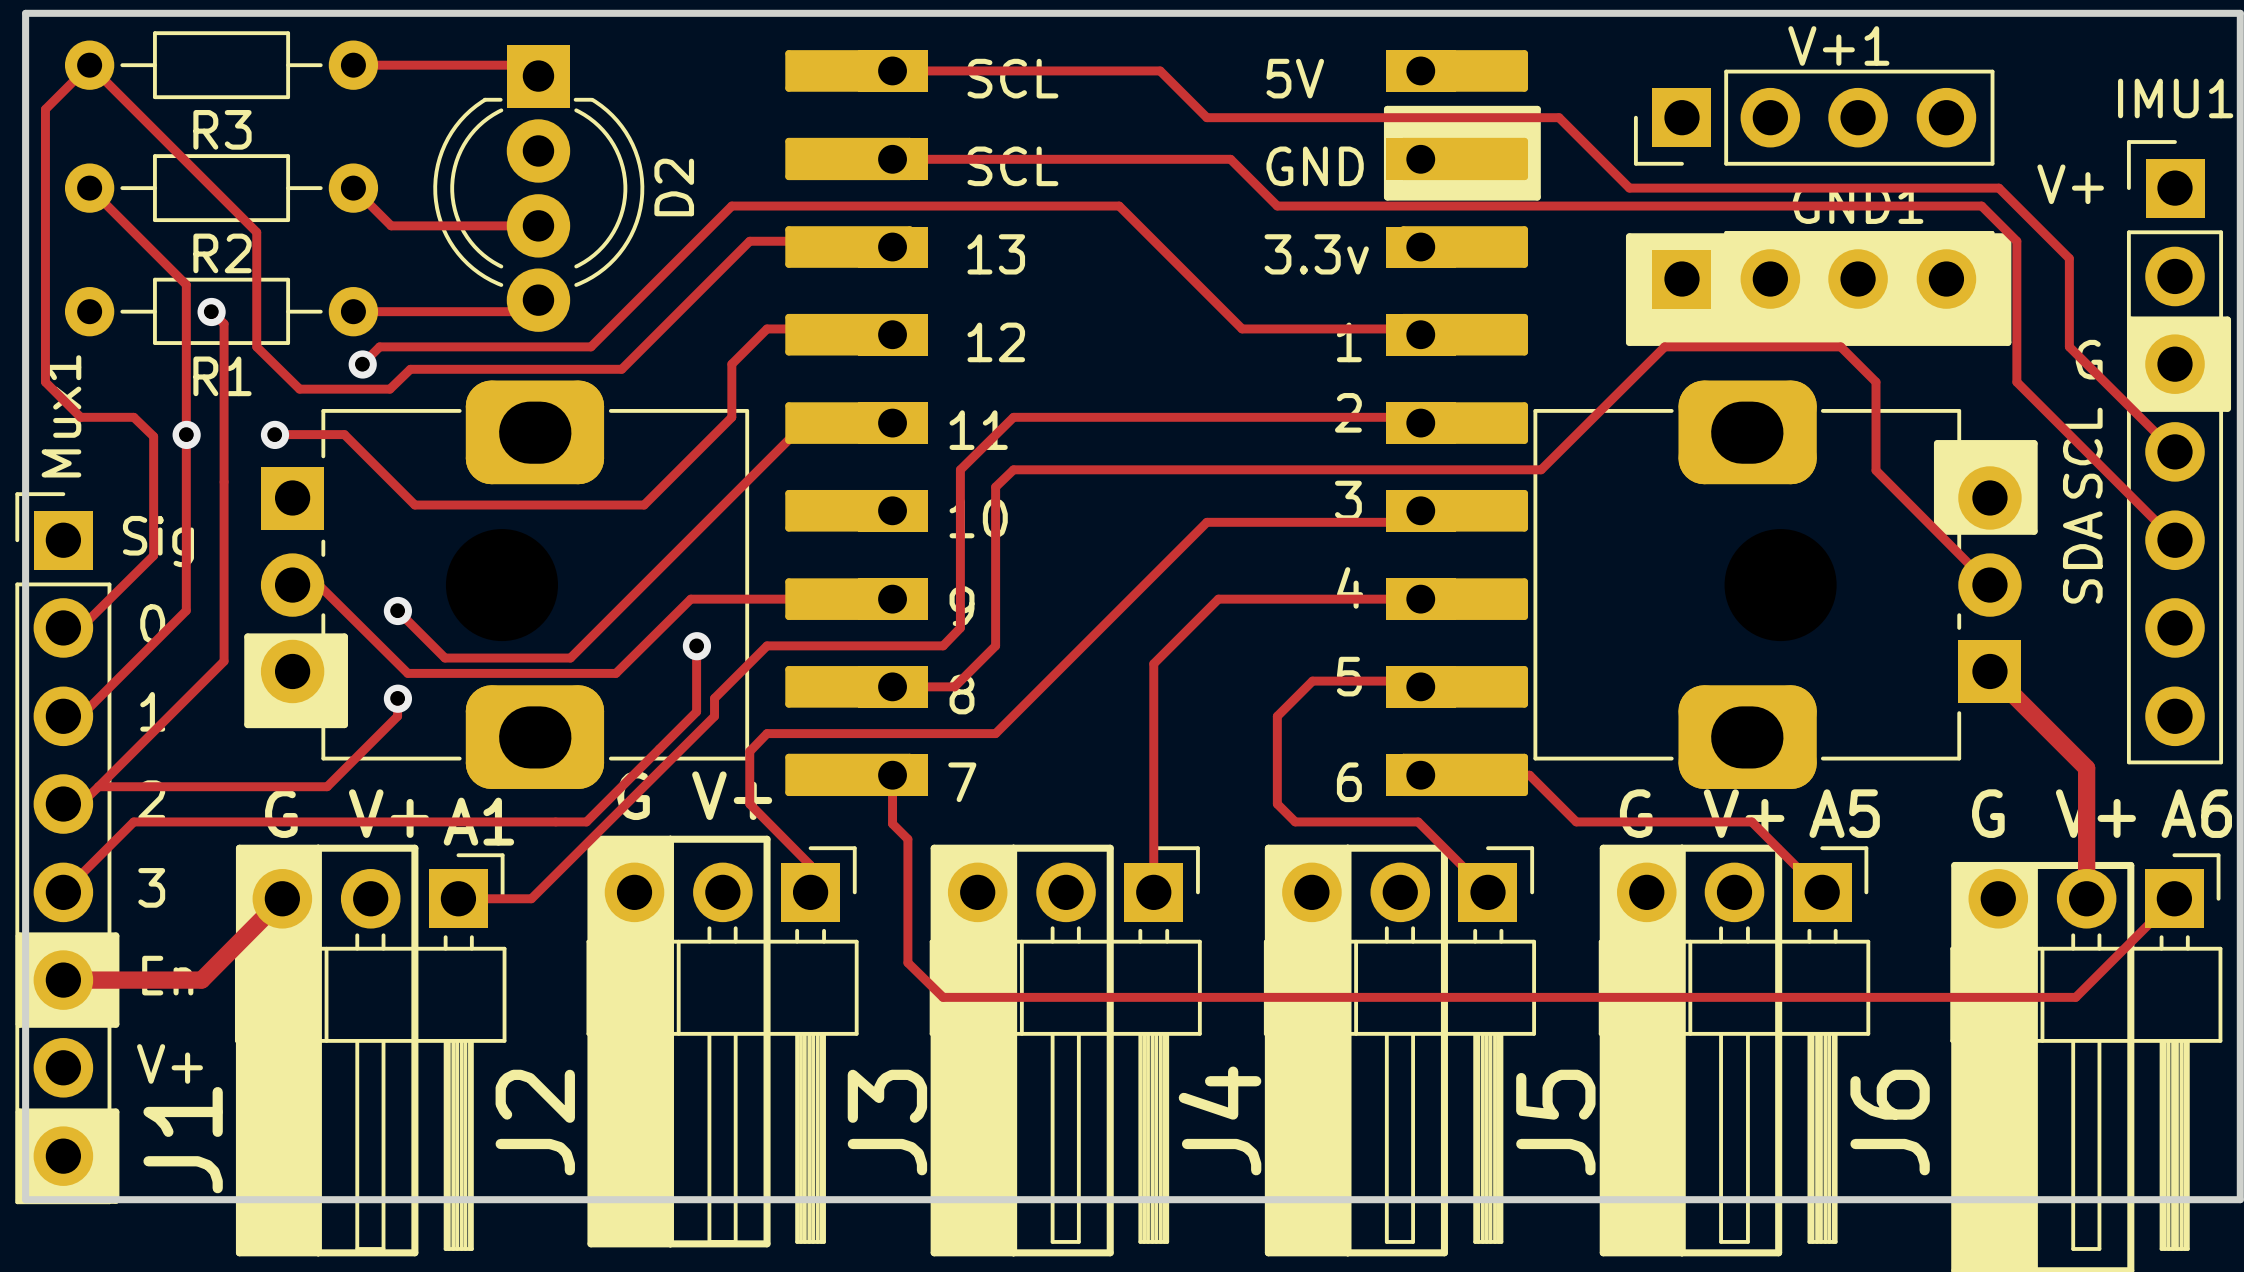 V+1
SCL
5V
IMU1
R3
SCL
GND
D2
V+
GND1
R2
13
3.3v
12
1
R1
G
Mux1
11
2
SCL
10
3
Sig
SDA
9
4
0
8
5
1
7
6
2
G V+ A1
G V+
G V+ A5
G V+ A6
3
En
V+
J1
J2
J3
J4
J5
J6